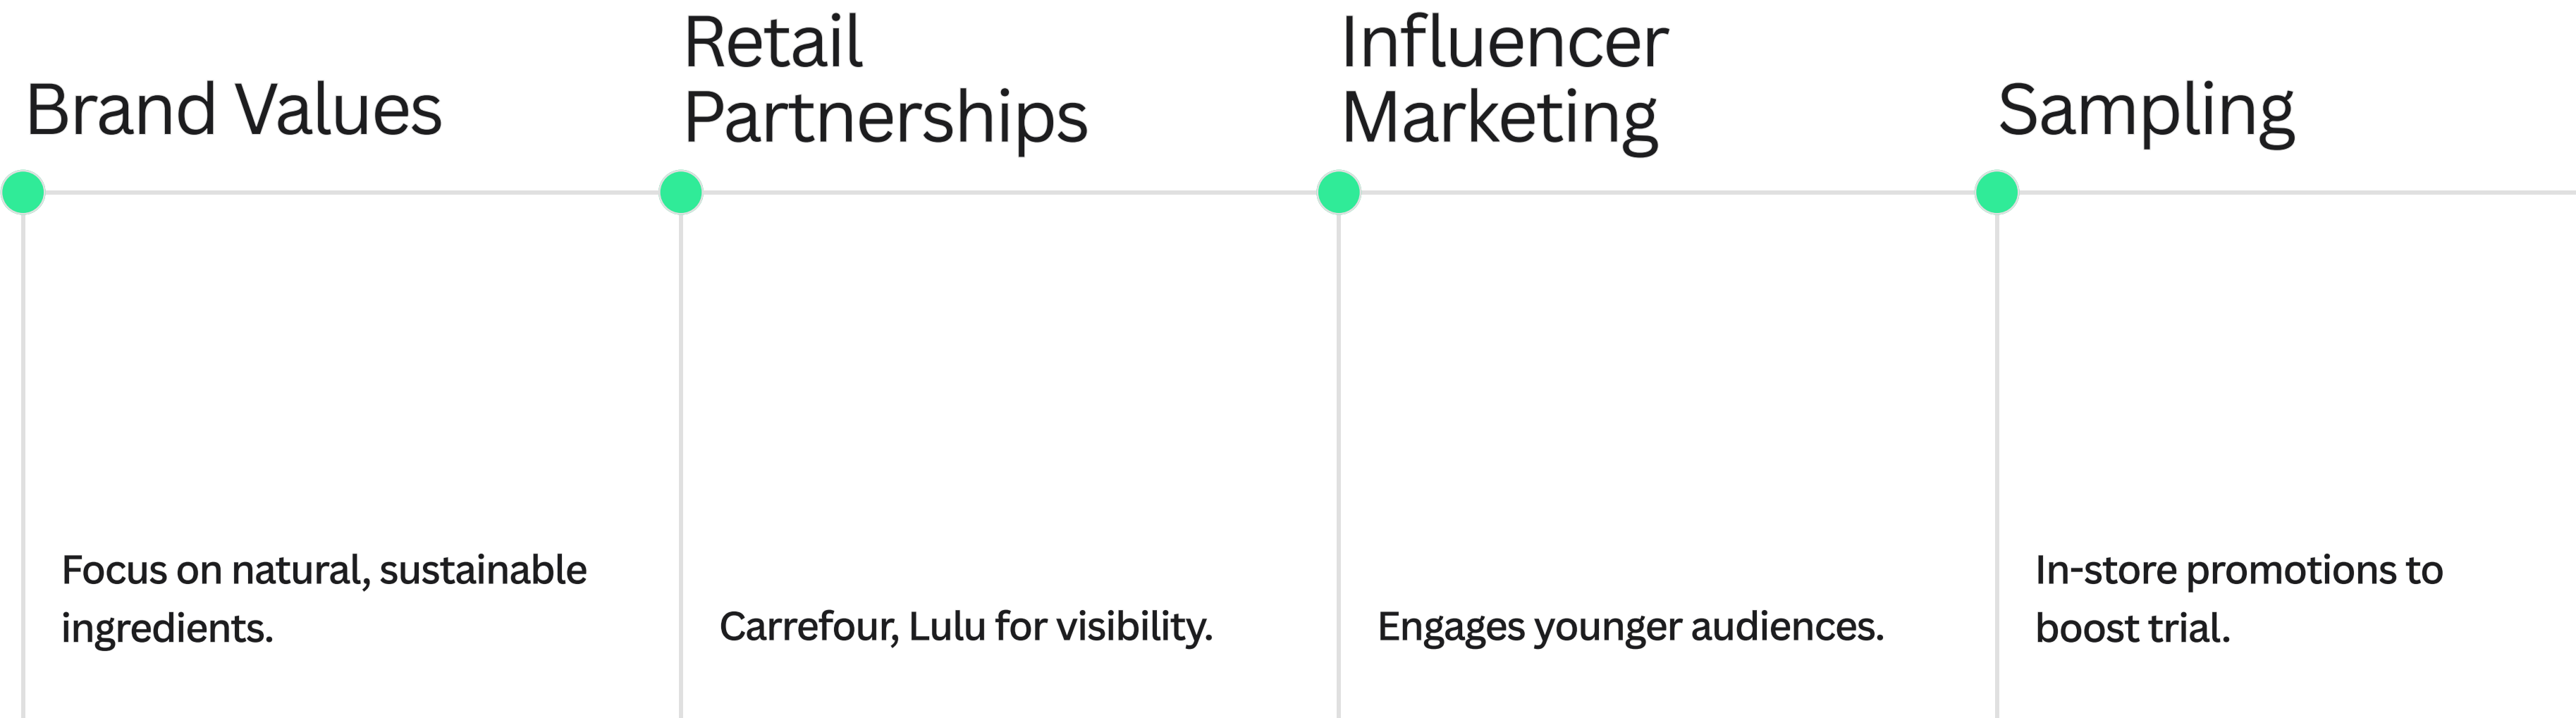 Brand Values
Retail
Partnerships
Influencer
Marketing
Sampling
Focus on natural, sustainable
ingredients.
Carrefour, Lulu for visibility.
Engages younger audiences.
In-store promotions to
boost trial.